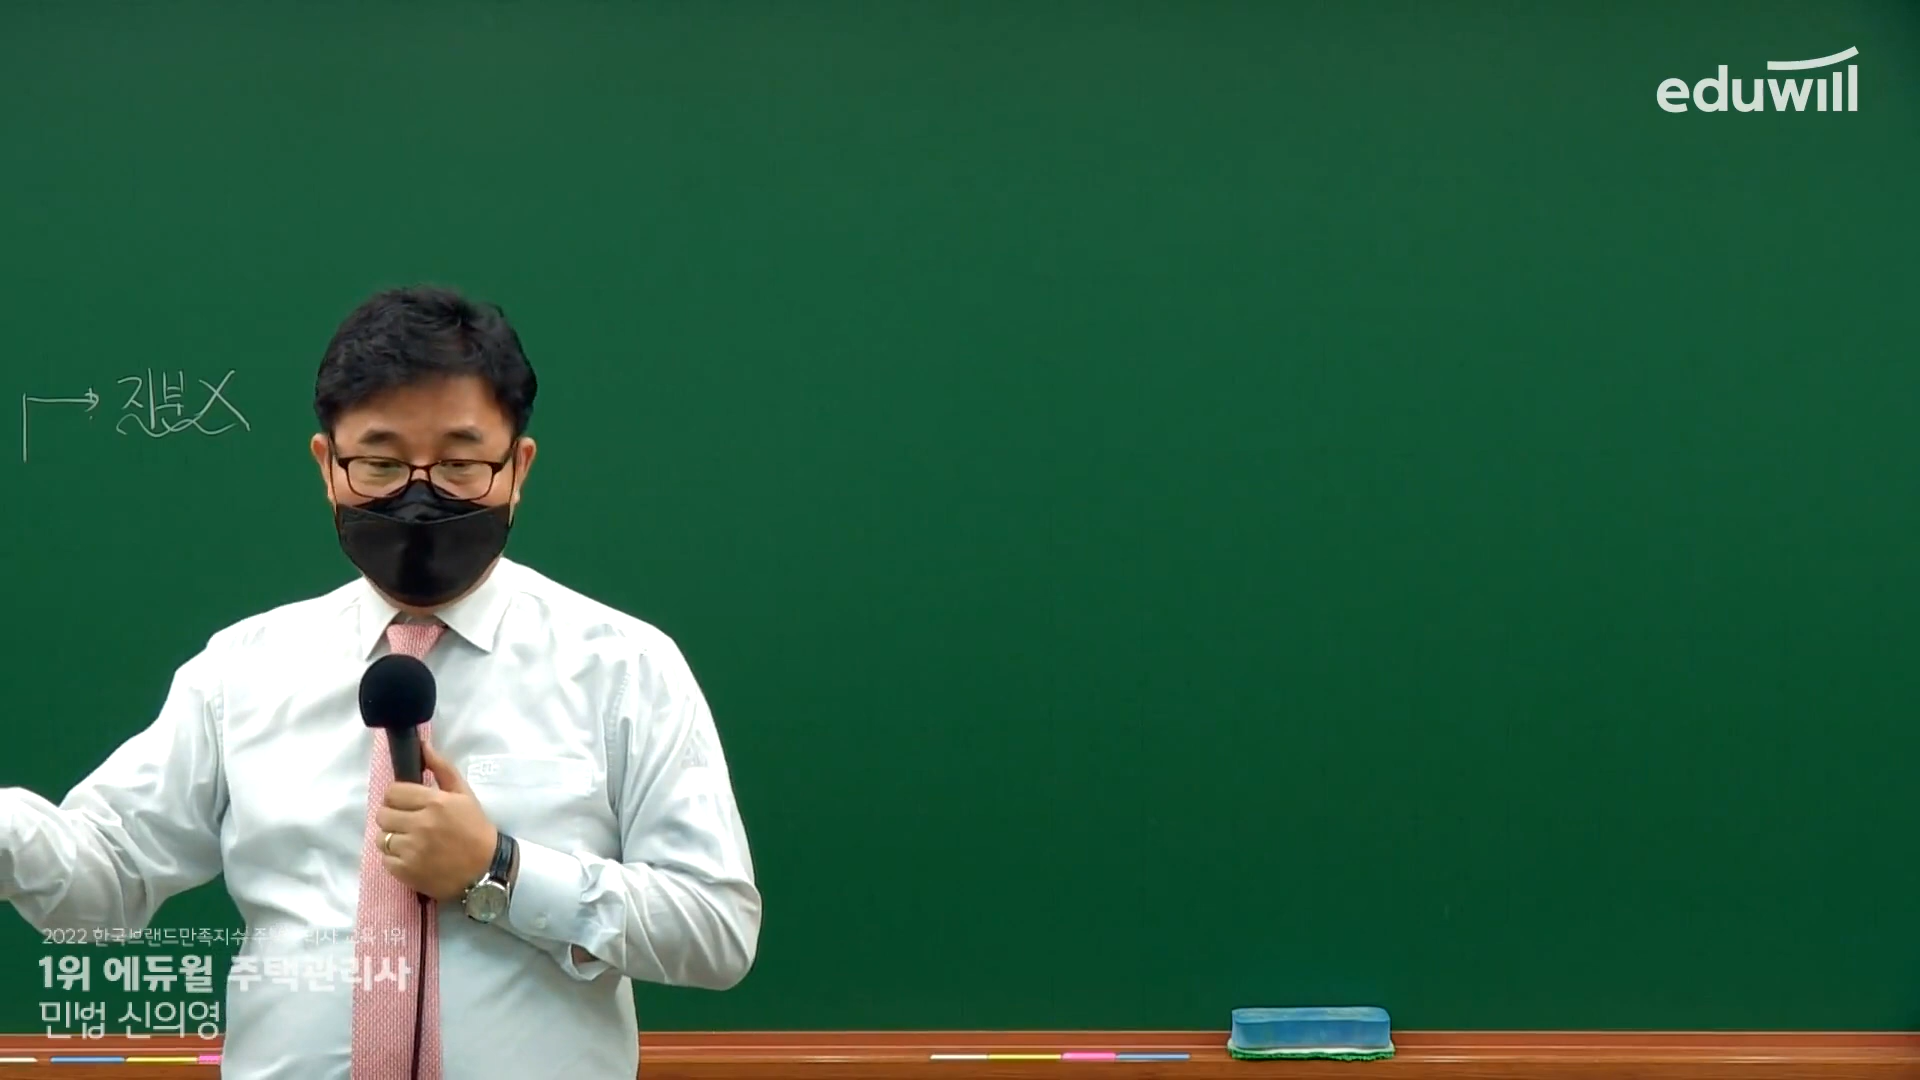 eduwill
지분X
2022 한국브랜드만족지수 주택관리사 교육 1위
1위 에듀윌 주택관리사
민법 신의영